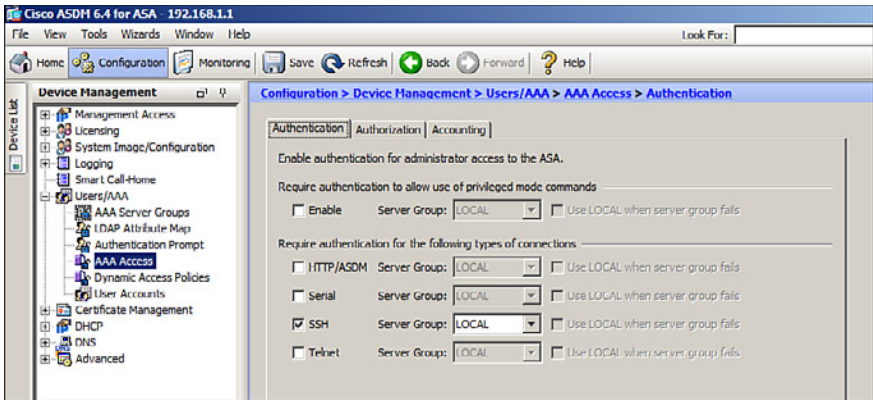 Cisco ASDM 6.4 for ASA - 192.168.1.1
File View Tools Wizards Window Help Look For:
Home Configuration Monitoring Save Refresh Back Forward Help
Device List
Device Management
Management Access
Licensing
System Image/Configuration
Logging
Smart Call-Home
Users/AAA
AAA Server Groups
LDAP Attribute Map
Authentication Prompt
AAA Access
Dynamic Access Policies
User Accounts
Certificate Management
DHCP
DNS
DNS
Advanced
Configuration > Device Management > Users/AAA > AAA Access > Authentication
Authentication Authorization Accounting
Enable authentication for administrator access to the ASA.
Require authentication to allow use of privileged mode commands
Enable Server Group: LOCAL Use LOCAL when server group fails
Require authentication for the following types of connections
HTTP/ASDM Server Group: LOCAL Use LOCAL when server group fails
Serial Server Group: LOCAL Use LOCAL when server group fails
SSH Server Group: LOCAL Use LOCAL when server group fails
Telnet Server Group: LOCAL Use LOCAL when server group fails